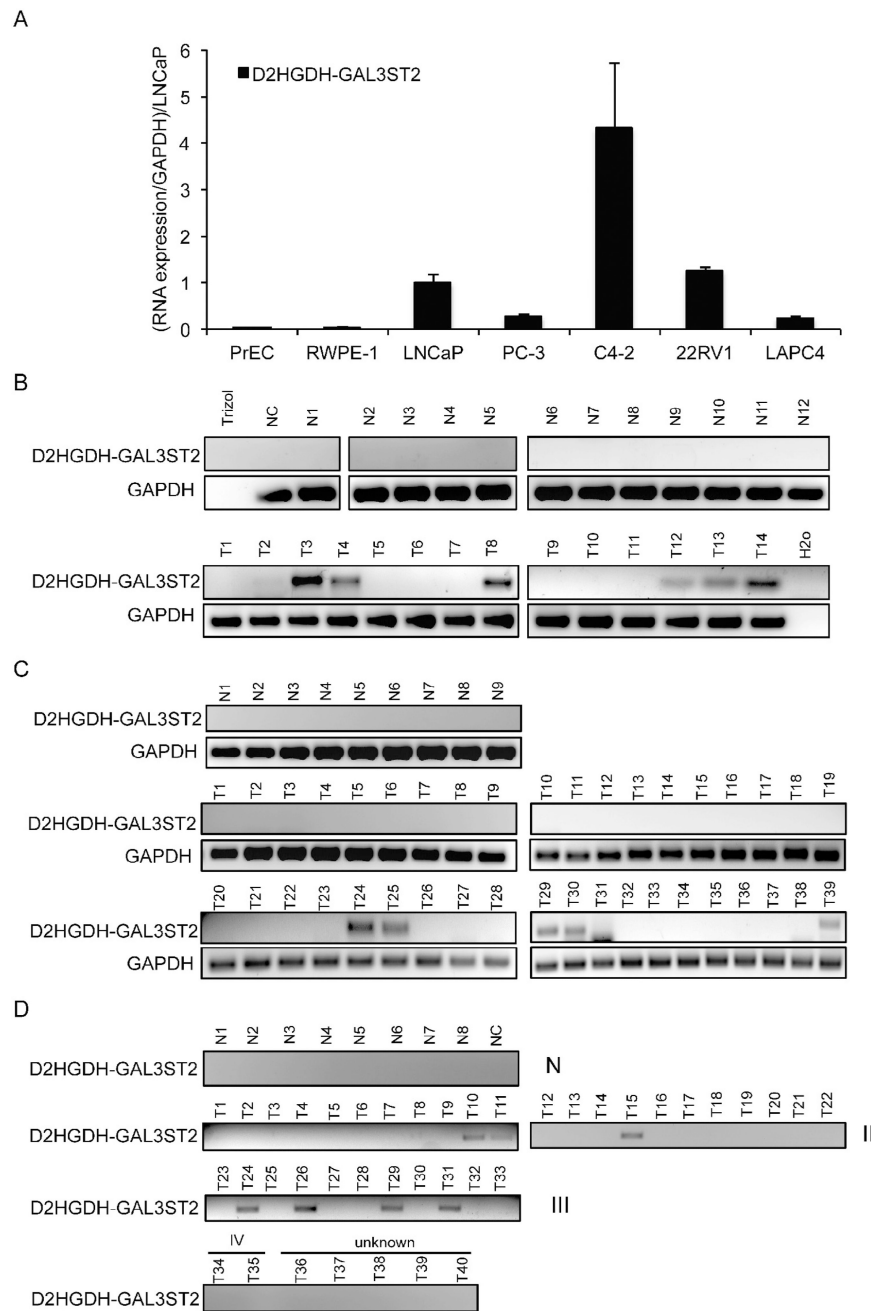 A
(RNA expression/GAPDH)/LNCaP
6
5
4
3
2
1
0
D2HGDH-GAL3ST2
PrEC RWPE-1 LNCaP PC-3 C4-2 22RV1 LAPC4
B
Trizol NC N1 N2 N3 N4 N5 N6 N7 N8 N9 N10 N11 N12
D2HGDH-GAL3ST2
GAPDH
T1 T2 T3 T4 T5 T6 T7 T8 T9 T10 T11 T12 T13 T14 H2o
D2HGDH-GAL3ST2
GAPDH
C
N1 N2 N3 N4 N5 N6 N7 N8 N9
D2HGDH-GAL3ST2
GAPDH
T1 T2 T3 T4 T5 T6 T7 T8 T9 T10 T11 T12 T13 T14 T15 T16 T17 T18 T19
D2HGDH-GAL3ST2
GAPDH
T20 T21 T22 T23 T24 T25 T26 T27 T28 T29 T30 T31 T32 T33 T34 T35 T36 T37 T38 T39
D2HGDH-GAL3ST2
GAPDH
D
N1 N2 N3 N4 N5 N6 N7 N8 NC
D2HGDH-GAL3ST2 N
T1 T2 T3 T4 T5 T6 T7 T8 T9 T10 T11 T12 T13 T14 T15 T16 T17 T18 T19 T20 T21 T22
D2HGDH-GAL3ST2 II
T23 T24 T25 T26 T27 T28 T29 T30 T31 T32 T33
D2HGDH-GAL3ST2 III
IV unknown
T34 T35 T36 T37 T38 T39 T40
D2HGDH-GAL3ST2